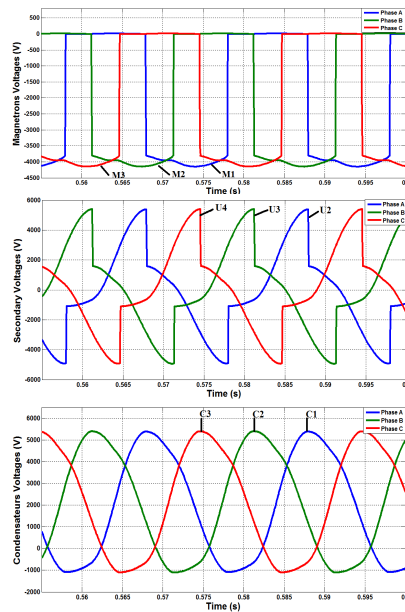 Phase A
Phase B
Phase C
Magnetrons Voltages (V)
500
0
-500
-1000
-1500
-2000
-2500
-3000
-3500
-4000
-4500
M3
M2
M1
0.56
0.565
0.57
0.575
0.58
0.585
0.59
0.595
0.
Time (s)
Phase A
Phase B
Phase C
Secondary Voltages (V)
6000
4000
2000
0
-2000
-4000
-6000
U4
U3
U2
0.56
0.565
0.57
0.575
0.58
0.585
0.59
0.595
0.
Time (s)
Phase A
Phase B
Phase C
Condensateurs Voltages (V)
6000
5000
4000
3000
2000
1000
0
-1000
-2000
C3
C2
C1
0.56
0.565
0.57
0.575
0.58
0.585
0.59
0.595
0.
Time (s)